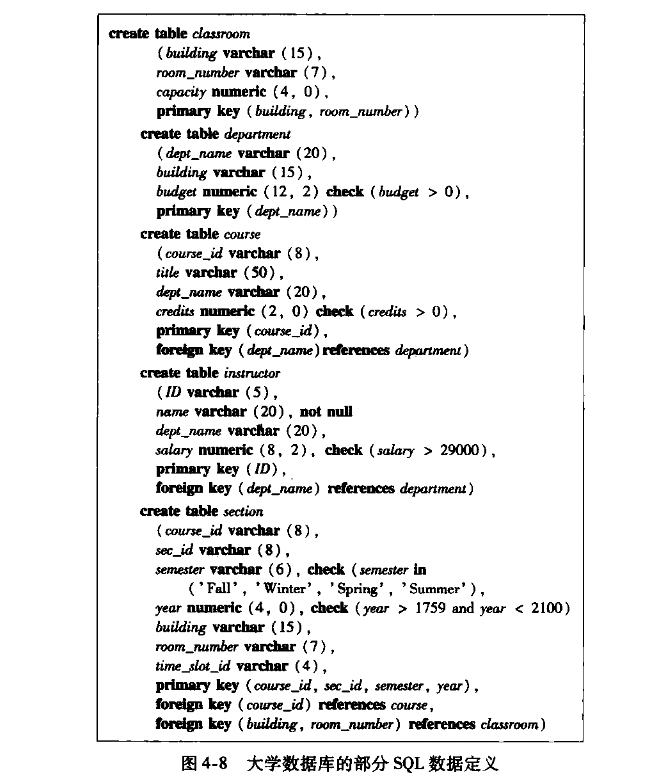 create table classroom
(building varchar (15),
room_number varchar (7),
capacity numeric (4, 0),
primary key (building, room_number))
create table department
(dept_name varchar (20),
building varchar (15),
budget numeric (12, 2) check (budget > 0),
primary key (dept_name))
create table course
(course_id varchar (8),
title varchar (50),
dept_name varchar (20),
credits numeric (2, 0) check (credits > 0),
primary key (course_id),
foreign key (dept_name) references department)
create table instructor
(ID varchar (5),
name varchar (20), not null
dept_name varchar (20),
salary numeric (8, 2), check (salary > 29000),
primary key (ID),
foreign key (dept_name) references department)
create table section
(course_id varchar (8),
sec_id varchar (8),
semester varchar (6), check (semester in
('Fall', 'Winter', 'Spring', 'Summer'),
year numeric (4, 0), check (year > 1759 and year < 2100)
building varchar (15),
room_number varchar (7),
time_slot_id varchar (4),
primary key (course_id, sec_id, semester, year),
foreign key (course_id) references course,
foreign key (building, room_number) references classroom)
图 4-8 大学数据库的部分 SQL 数据定义